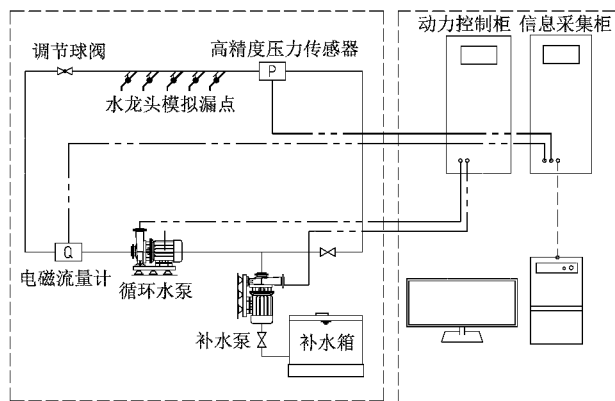 动力控制柜 信息采集柜
高精度压力传感器
调节球阀
P
水龙头模拟漏点
Q
电磁流量计
循环水泵
补水泵
补水箱